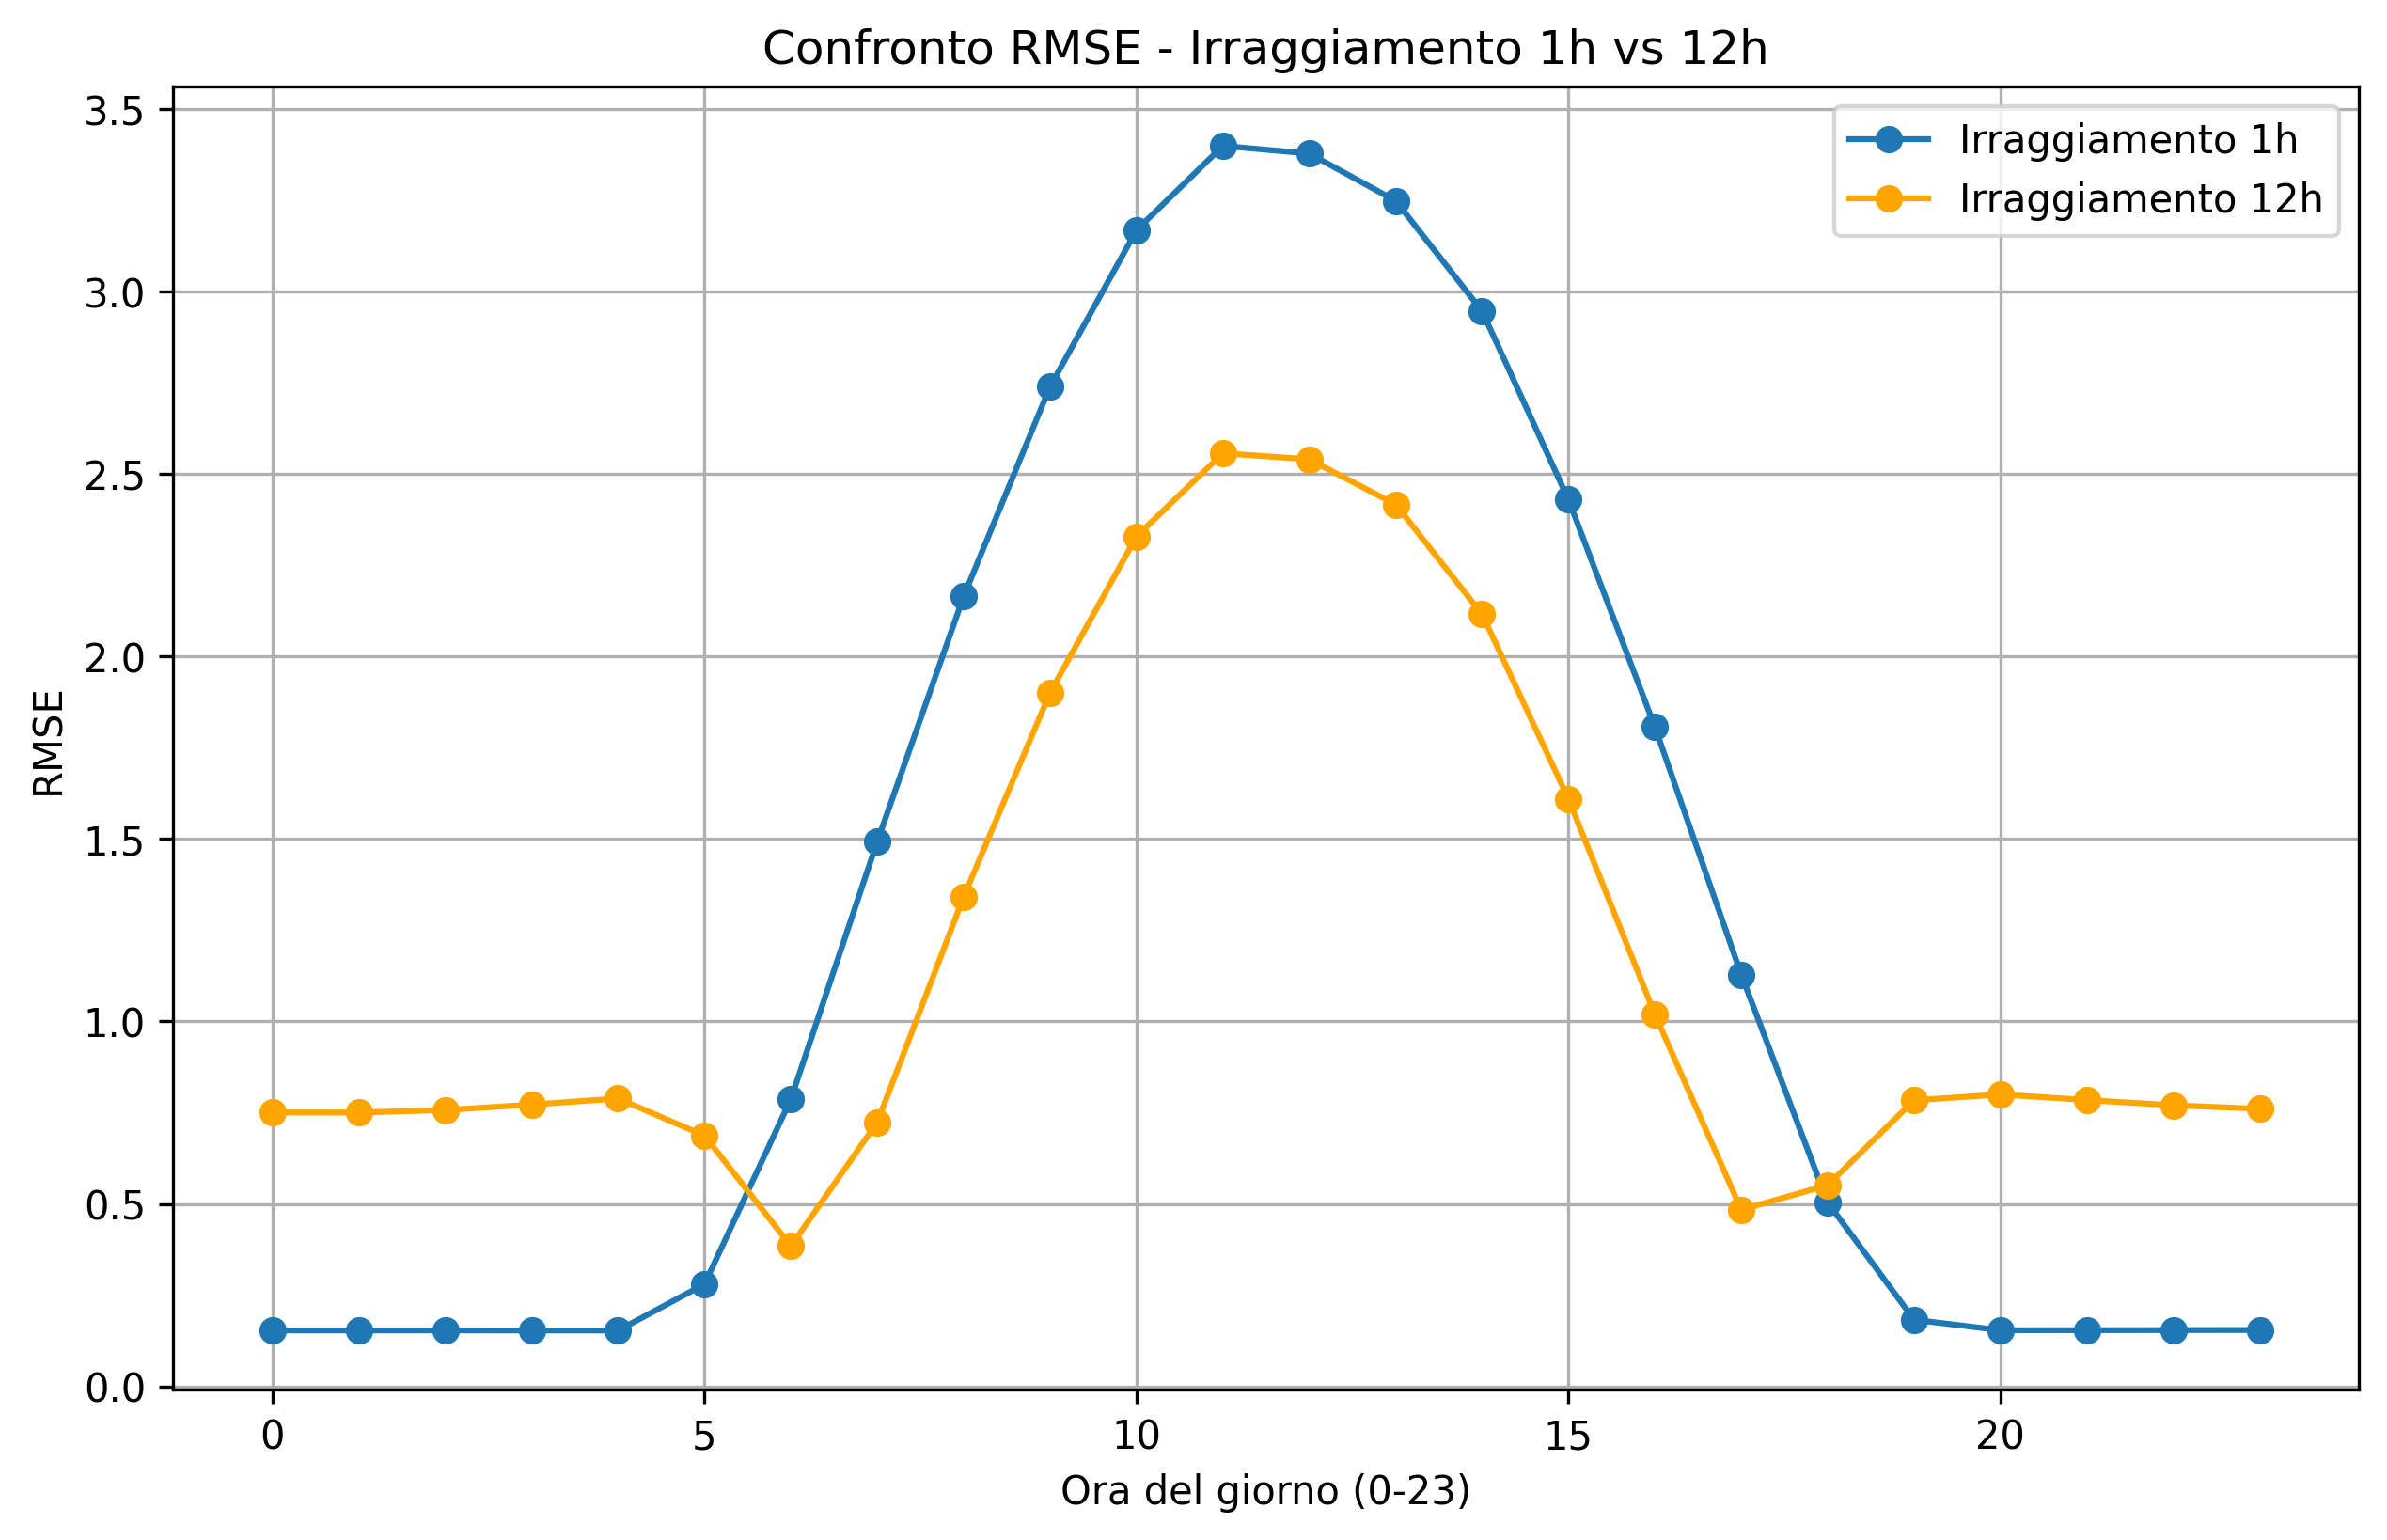 Confronto RMSE - Irraggiamento 1h vs 12h
Irraggiamento 1h
Irraggiamento 12h
RMSE
3.5
3.0
2.5
2.0
1.5
1.0
0.5
0.0
0 5 10 15 20
Ora del giorno (0-23)